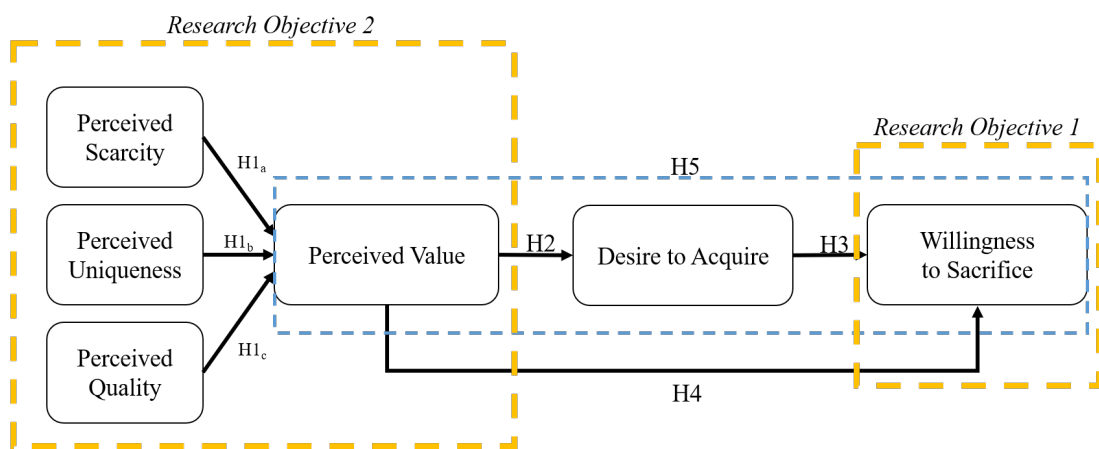 Research Objective 2
Perceived
Scarcity
H1a
Perceived
Uniqueness
H1b
Perceived
Quality
H1c
Perceived Value
H2
Desire to Acquire
H3
H5
Research Objective 1
Willingness
to Sacrifice
H4